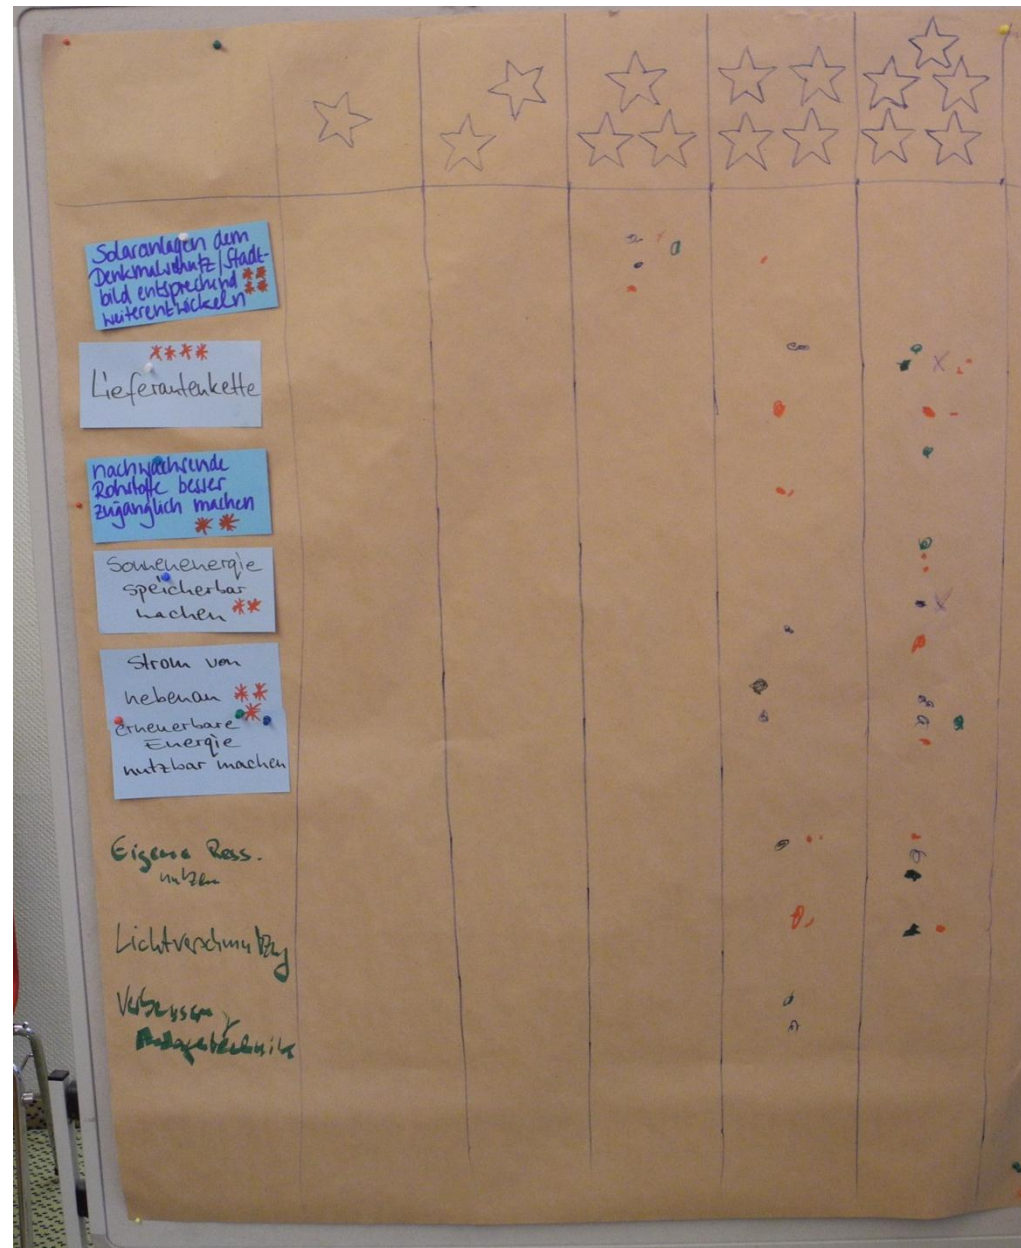 Solaranlagen dem
Denkmalschutz/Stadt-
bild entsprechend
weiterentwickeln
Lieferantenkette
nachwachsende
Rohstoffe besser
zugänglich machen
Sonnenenergie
speicherbar
machen
Strom von
nebenan
erneuerbare
Energie
nutzbar machen
Eigene Ress.
nutzen
Lichtverschmutzung
Verbessern